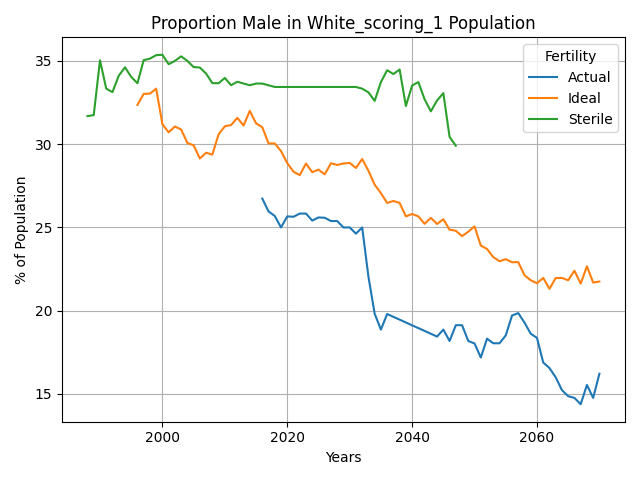 Proportion Male in White_scoring_1 Population
% of Population
35
30
25
20
15
Fertility
Actual
Ideal
Sterile
2000 2020 2040 2060
Years